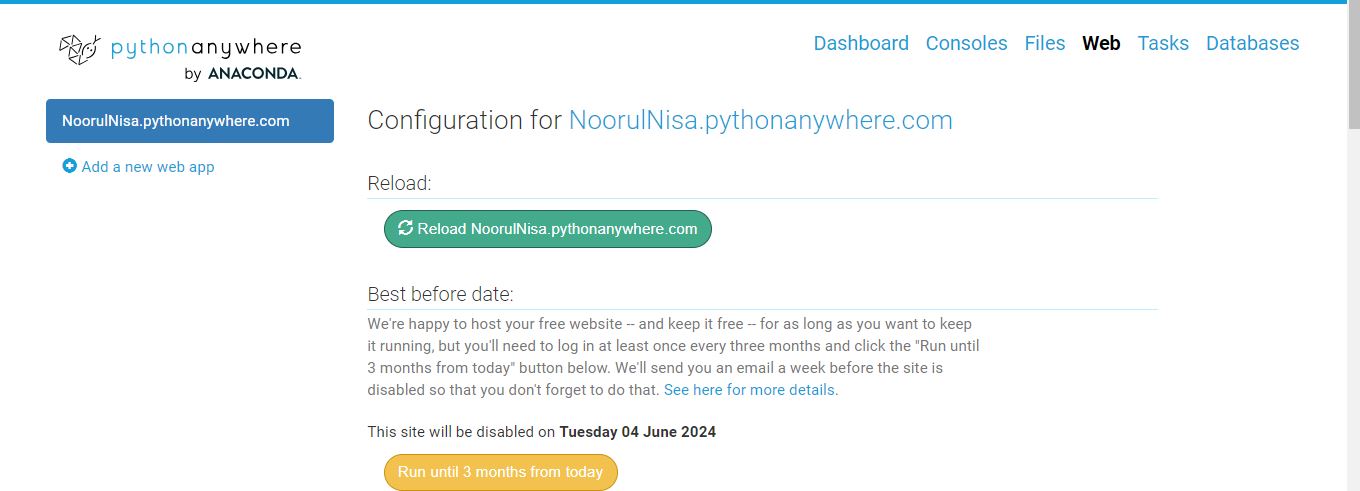 pythonanywhere
by ANACONDA.
Dashboard Consoles Files Web Tasks Databases
NoorulNisa.pythonanywhere.com
Add a new web app
Configuration for NoorulNisa.pythonanywhere.com
Reload:
Reload NoorulNisa.pythonanywhere.com
Best before date:
We're happy to host your free website -- and keep it free -- for as long as you want to keep
it running, but you'll need to log in at least once every three months and click the "Run until
3 months from today" button below. We'll send you an email a week before the site is
disabled so that you don't forget to do that. See here for more details.
This site will be disabled on Tuesday 04 June 2024
Run until 3 months from today